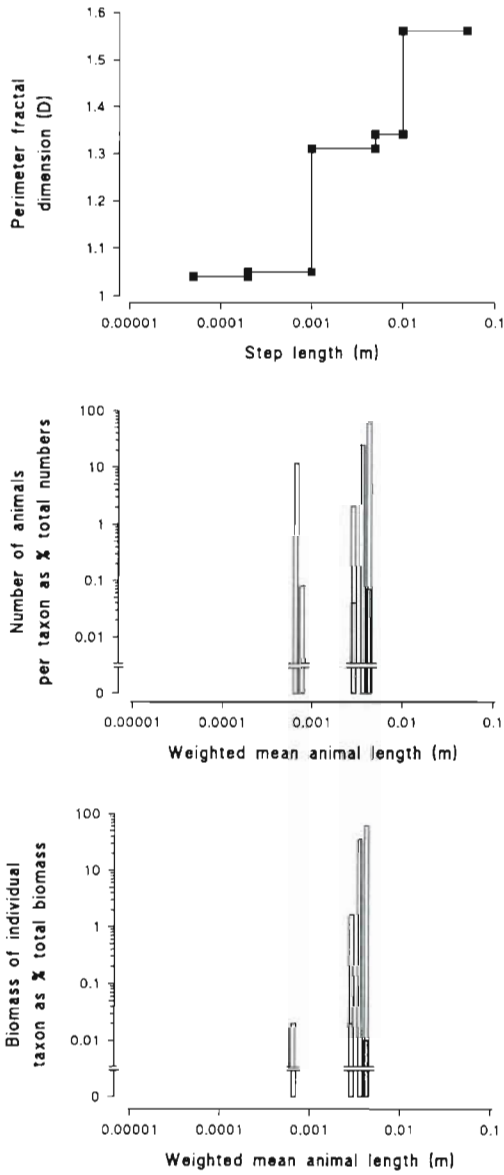 1.6
1.5
1.4
1.3
1.2
1.1
1
Perimeter fractal
dimension (D)
0.00001 0.0001 0.001 0.01 0.1
Step length (m)
100
10
1
0.1
0.01
0
Number of animals
per taxon as % total numbers
0.00001 0.0001 0.001 0.01 0.1
Weighted mean animal length (m)
100
10
1
0.1
0.01
0
Biomass of individual
taxon as % total biomass
0.00001 0.0001 0.001 0.01 0.1
Weighted mean animal length (m)